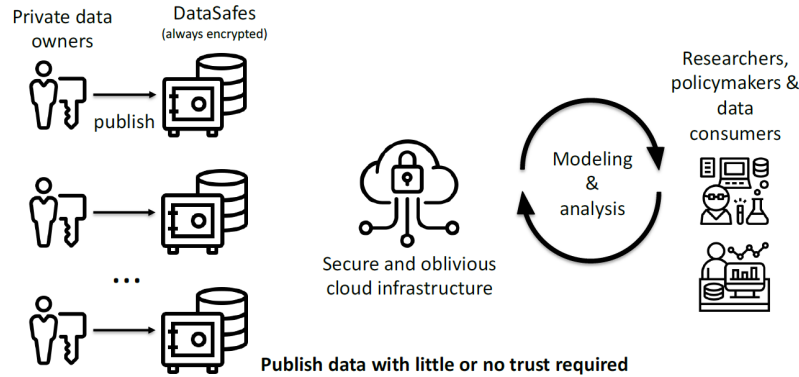 Private data
owners
DataSafes
(always encrypted)
publish
...
Secure and oblivious
cloud infrastructure
Modeling
&
analysis
Researchers,
policymakers &
data
consumers
Publish data with little or no trust required